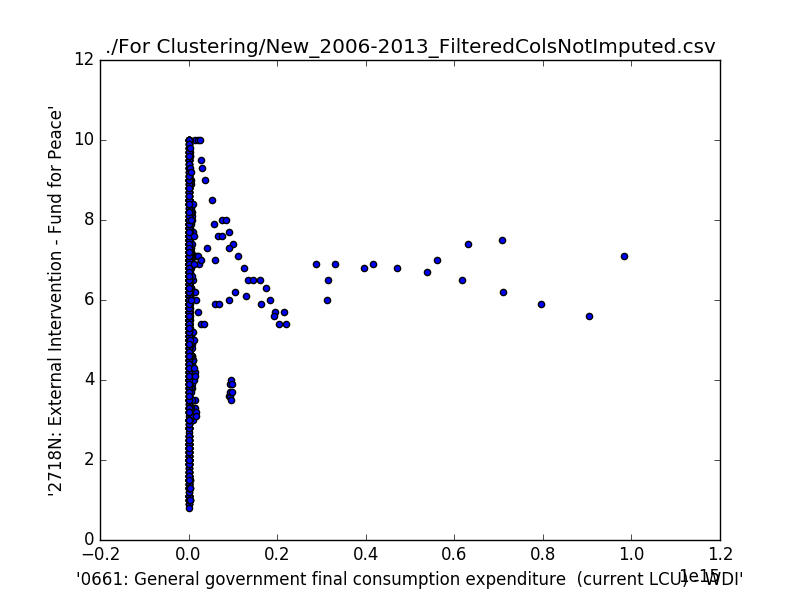 ./For Clustering/New_2006-2013_FilteredColsNotImputed.csv
'2718N: External Intervention - Fund for Peace'
12
10
8
6
4
2
0
−0.2 0.0 0.2 0.4 0.6 0.8 1.0 1.2
1e15
'0661: General government final consumption expenditure (current LCU) - WDI'